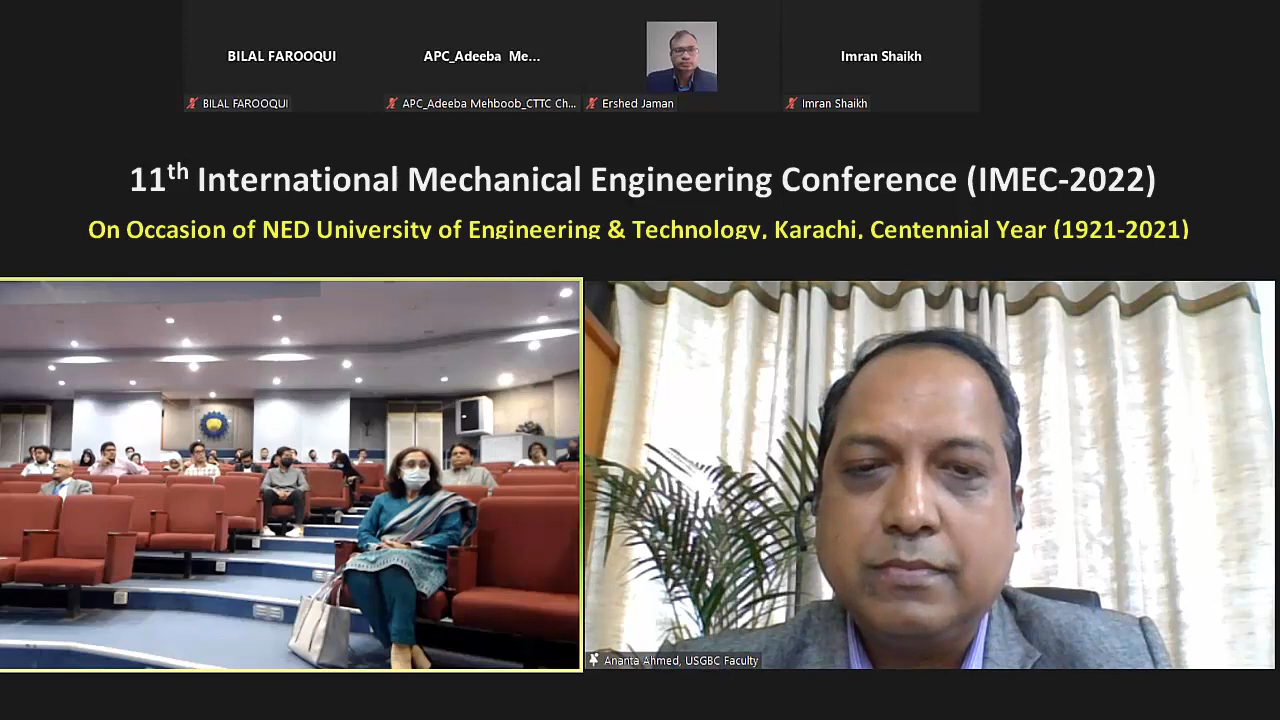 BILAL FAROOQUI
APC_Adeeba Me...
Imran Shaikh
BILAL FAROOQUI
APC_Adeeba Mehboob_CTTC Ch...
Ershed Jaman
Imran Shaikh
11th International Mechanical Engineering Conference (IMEC-2022)
On Occasion of NED University of Engineering & Technology, Karachi, Centennial Year (1921-2021)
Ananta Ahmed, USGBC Faculty